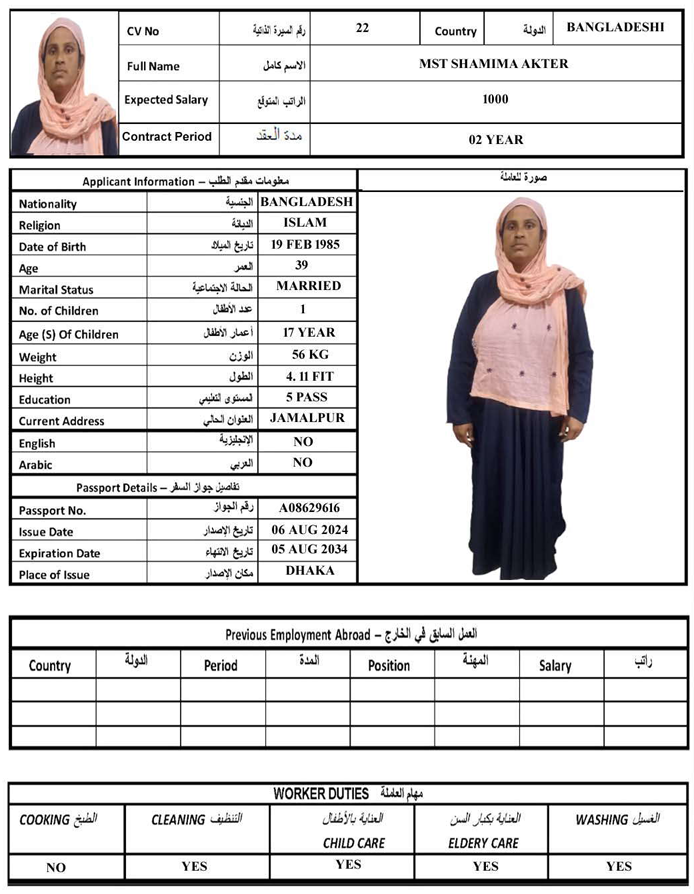 CV No رقم السيرة الذاتية 22 Country الدولة BANGLADESHI
Full Name الاسم كامل MST SHAMIMA AKTER
Expected Salary الراتب المتوقع 1000
Contract Period مدة العقد 02 YEAR
Applicant Information – معلومات مقدم الطلب
صورة للعاملة
Nationality الجنسية BANGLADESH
Religion الديانة ISLAM
Date of Birth تاريخ الميلاد 19 FEB 1985
Age العمر 39
Marital Status الحالة الاجتماعية MARRIED
No. of Children عدد الأطفال 1
Age (S) Of Children أعمار الأطفال 17 YEAR
Weight الوزن 56 KG
Height الطول 4. 11 FIT
Education المستوى التعليمي 5 PASS
Current Address العنوان الحالي JAMALPUR
English الإنجليزية NO
Arabic العربي NO
Passport Details – تفاصيل جواز السفر
Passport No. رقم الجواز A08629616
Issue Date تاريخ الإصدار 06 AUG 2024
Expiration Date تاريخ الانتهاء 05 AUG 2034
Place of Issue مكان الإصدار DHAKA
Previous Employment Abroad – العمل السابق في الخارج
Country الدولة Period المدة Position المهنة Salary راتب
WORKER DUTIES مهام العاملة
COOKING الطبخ CLEANING التنظيف العناية بالأطفال العناية بكبار السن WASHING الغسيل
CHILD CARE ELDERY CARE
NO YES YES YES YES